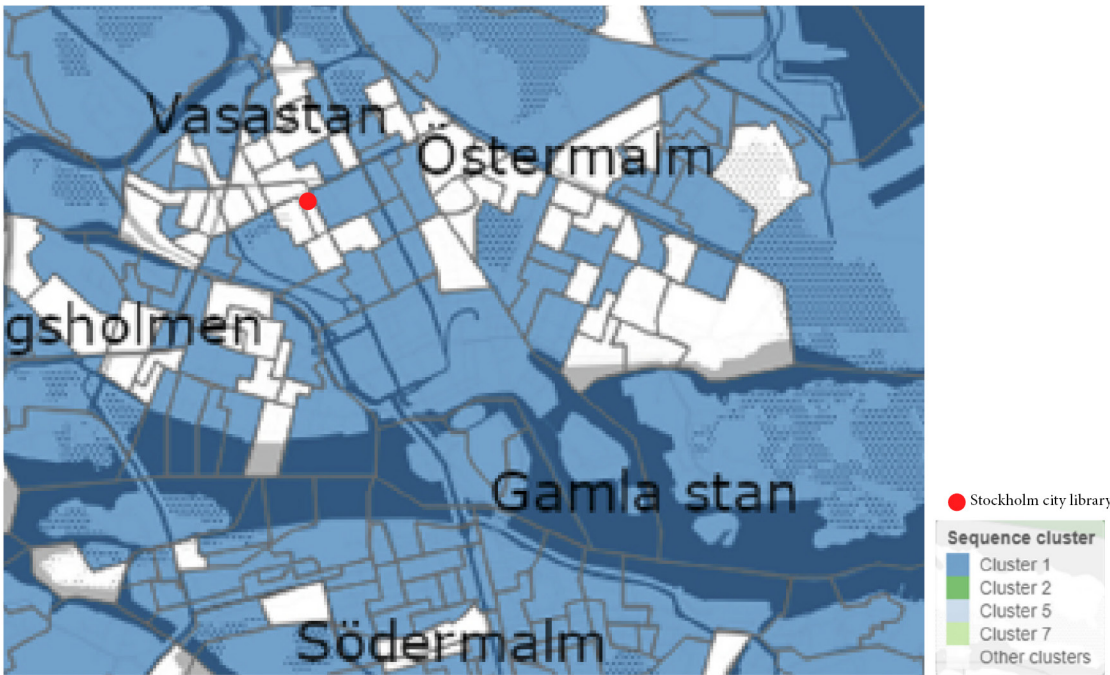 Vasastan
Östermalm
gsholmen
Gamla stan
Södermalm
Stockholm city library
Sequence cluster
Cluster 1
Cluster 2
Cluster 5
Cluster 7
Other clusters